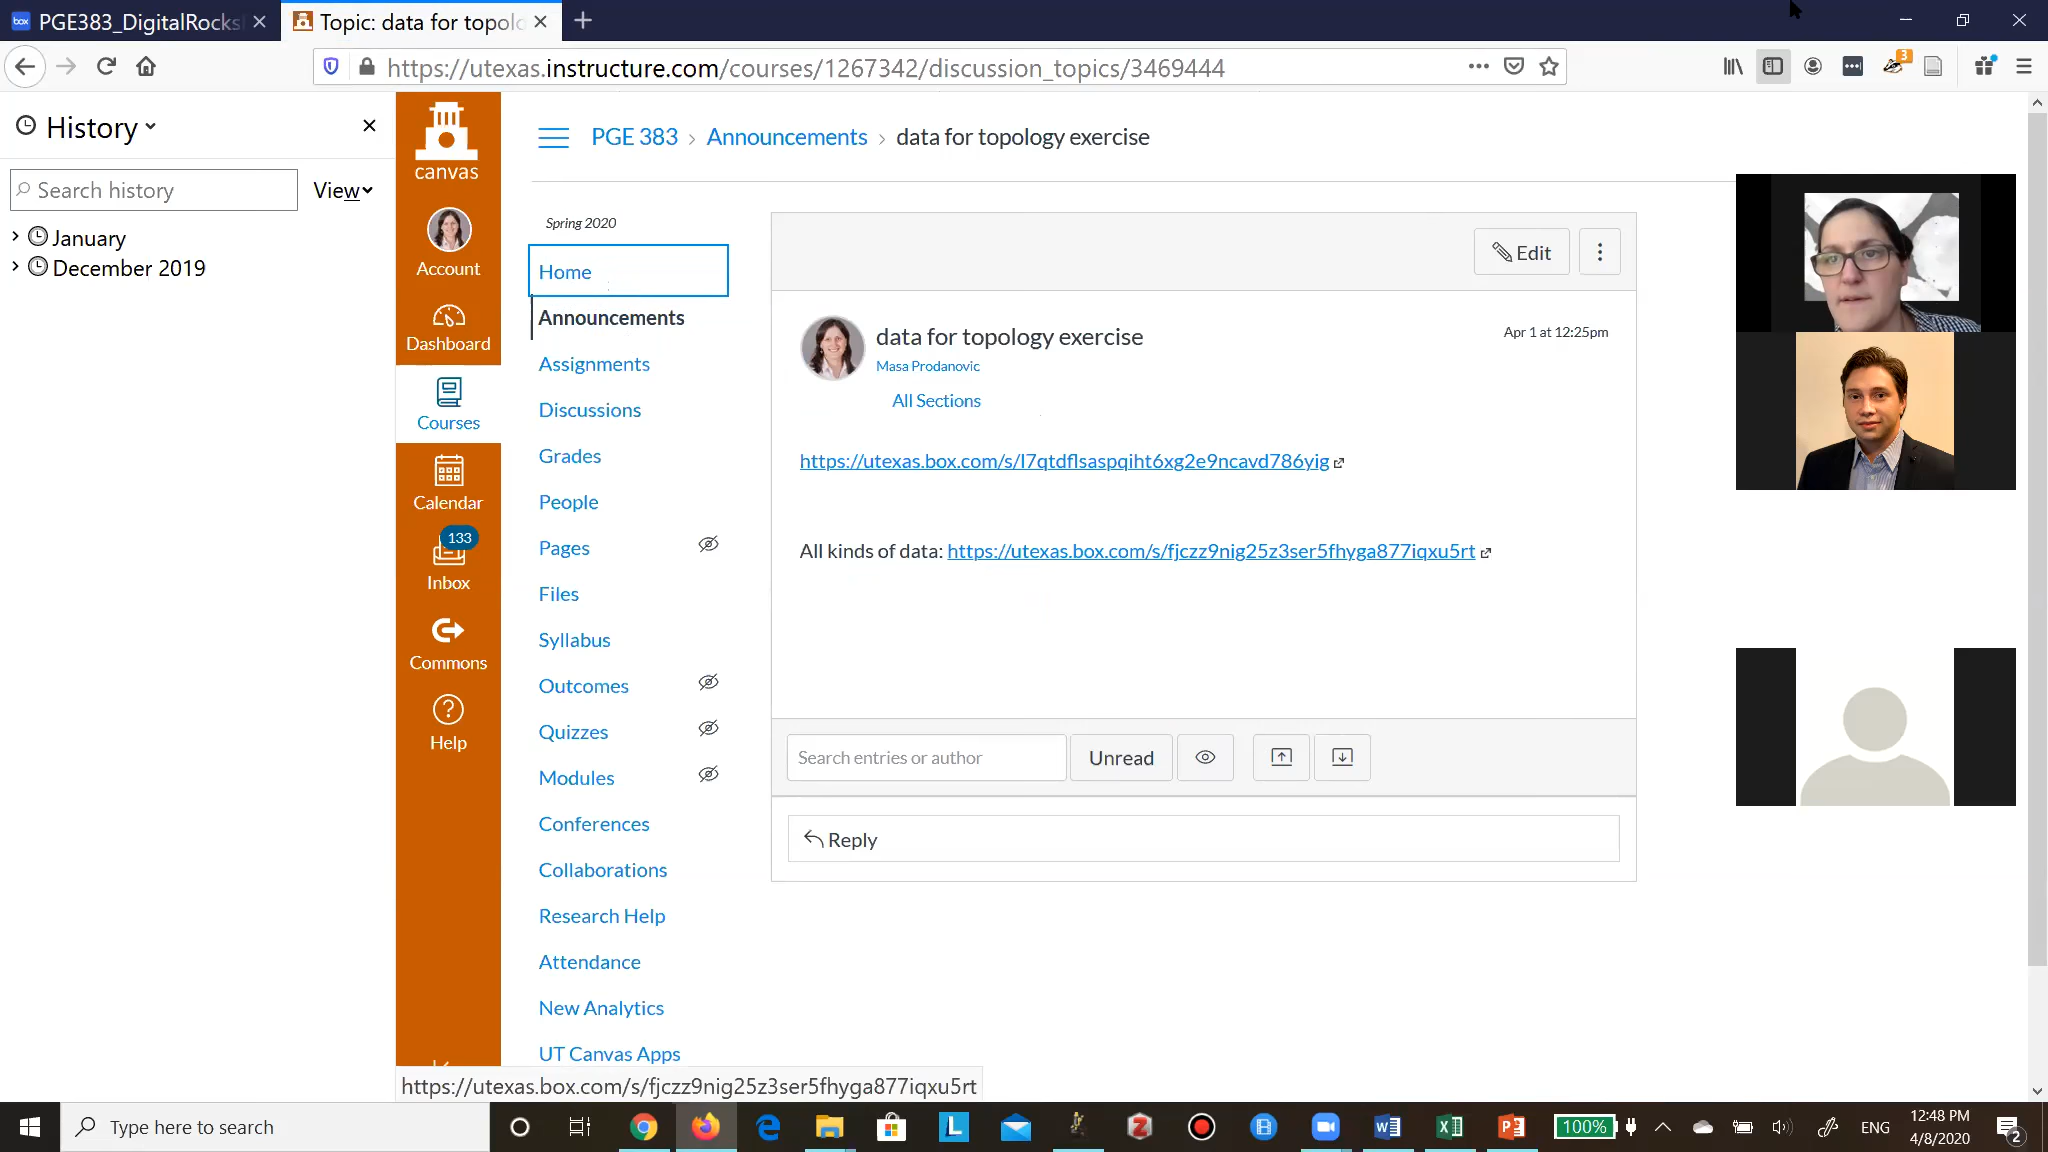 box PGE383_DigitalRocks
Topic: data for topolo
https://utexas.instructure.com/courses/1267342/discussion_topics/3469444
3
History
Search history
View
January
December 2019
canvas
Account
Dashboard
Courses
Calendar
133
Inbox
Commons
Help
PGE 383 › Announcements › data for topology exercise
Spring 2020
Home
Announcements
Assignments
Discussions
Grades
People
Pages
Files
Syllabus
Outcomes
Quizzes
Modules
Conferences
Collaborations
Research Help
Attendance
New Analytics
UT Canvas Apps
Edit
data for topology exercise
Apr 1 at 12:25pm
Masa Prodanovic
All Sections
https://utexas.box.com/s/l7qtdflsaspqiht6xg2e9ncavd786yig
All kinds of data: https://utexas.box.com/s/fjczz9nig25z3ser5fhyga877iqxu5rt
Search entries or author
Unread
Reply
https://utexas.box.com/s/fjczz9nig25z3ser5fhyga877iqxu5rt
Type here to search
100%
ENG
12:48 PM
4/8/2020
2